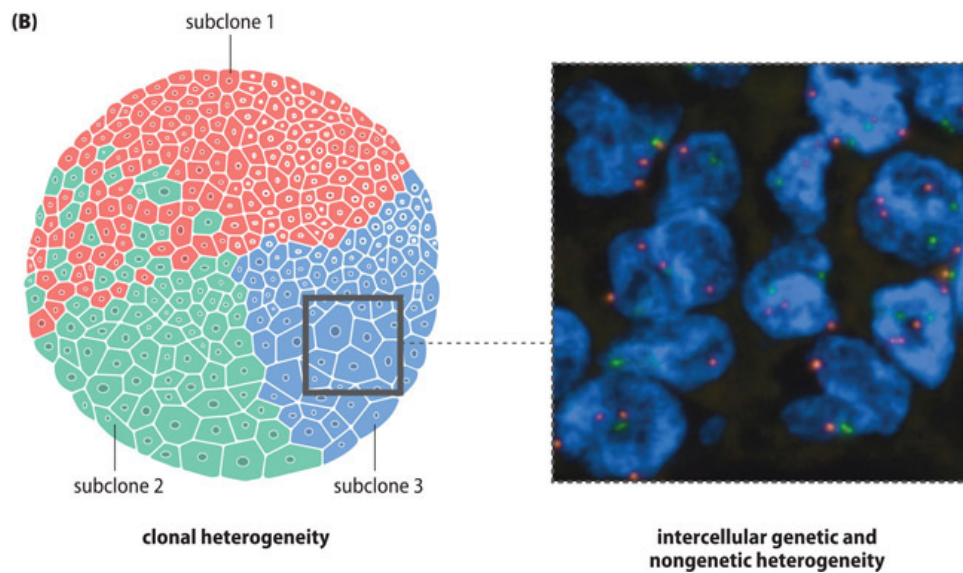 (B)
subclone 1
subclone 2
subclone 3
clonal heterogeneity
intercellular genetic and
nongenetic heterogeneity